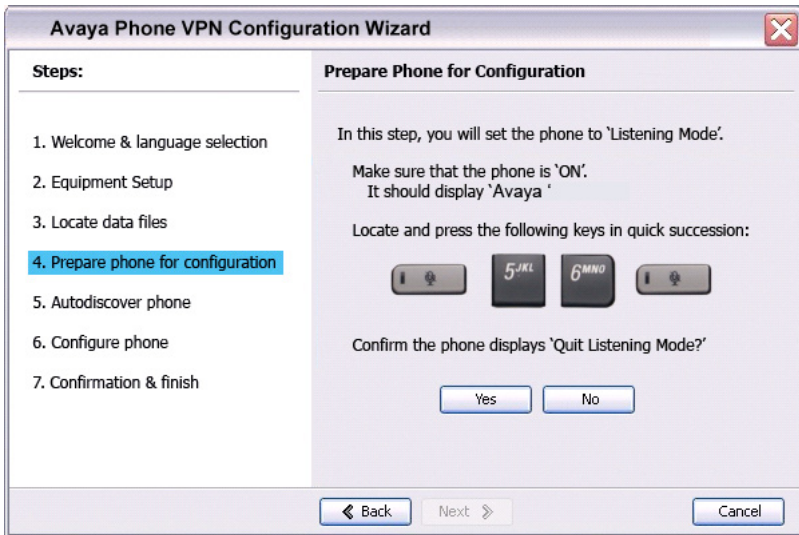 Avaya Phone VPN Configuration Wizard
Steps:
1. Welcome & language selection
2. Equipment Setup
3. Locate data files
4. Prepare phone for configuration
5. Autodiscover phone
6. Configure phone
7. Confirmation & finish
Prepare Phone for Configuration
In this step, you will set the phone to `Listening Mode´.
Make sure that the phone is `ON´.
It should display `Avaya ‘
Locate and press the following keys in quick succession:
5JKL 6MNO
Confirm the phone displays `Quit Listening Mode?´
Yes No
Back Next Cancel